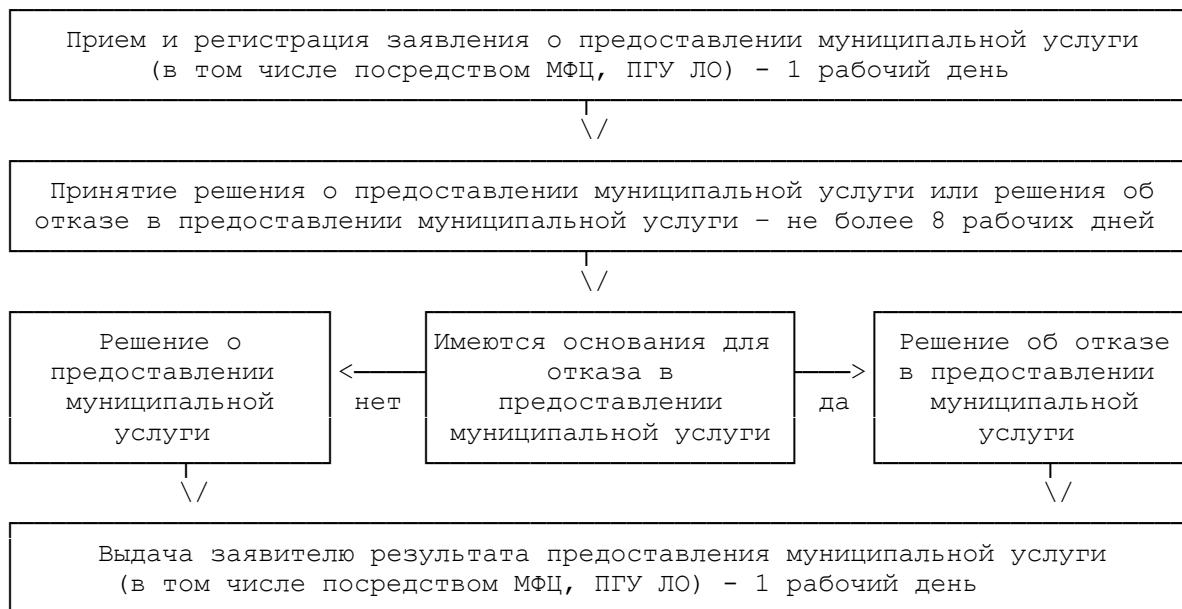 Прием и регистрация заявления о предоставлении муниципальной услуги
(в том числе посредством МФЦ, ПГУ ЛО) - 1 рабочий день
Принятие решения о предоставлении муниципальной услуги или решения об
отказе в предоставлении муниципальной услуги – не более 8 рабочих дней
Решение о
предоставлении
муниципальной
услуги
нет
Имеются основания для
отказа в
предоставлении
муниципальной услуги
да
Решение об отказе
в предоставлении
муниципальной
услуги
Выдача заявителю результата предоставления муниципальной услуги
(в том числе посредством МФЦ, ПГУ ЛО) - 1 рабочий день